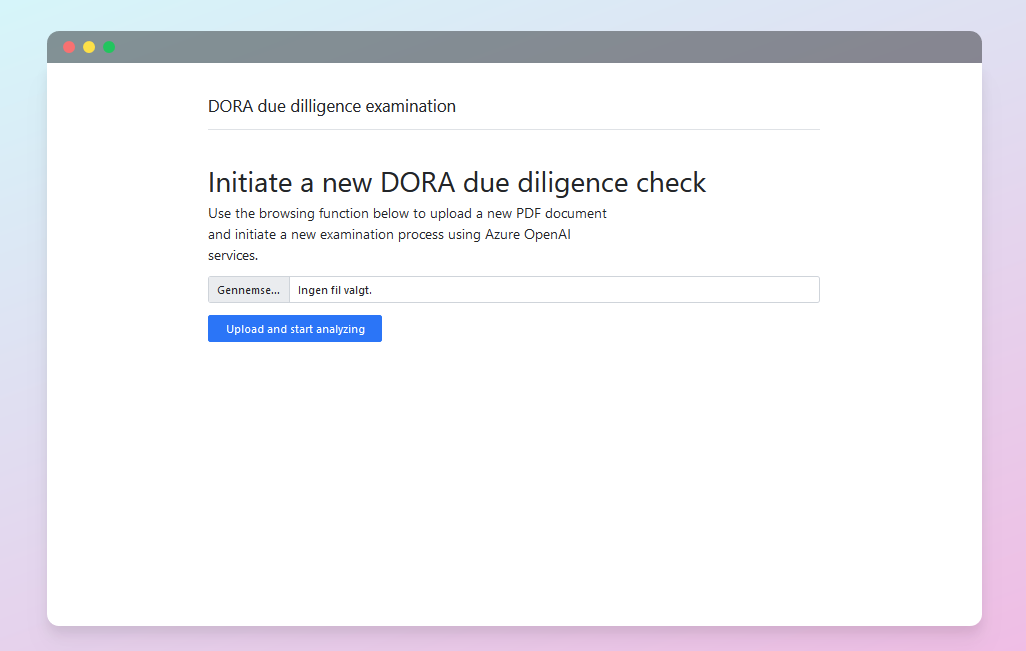 DORA due dilligence examination
Initiate a new DORA due diligence check
Use the browsing function below to upload a new PDF document
and initiate a new examination process using Azure OpenAI
services.
Gennemse... Ingen fil valgt.
Upload and start analyzing